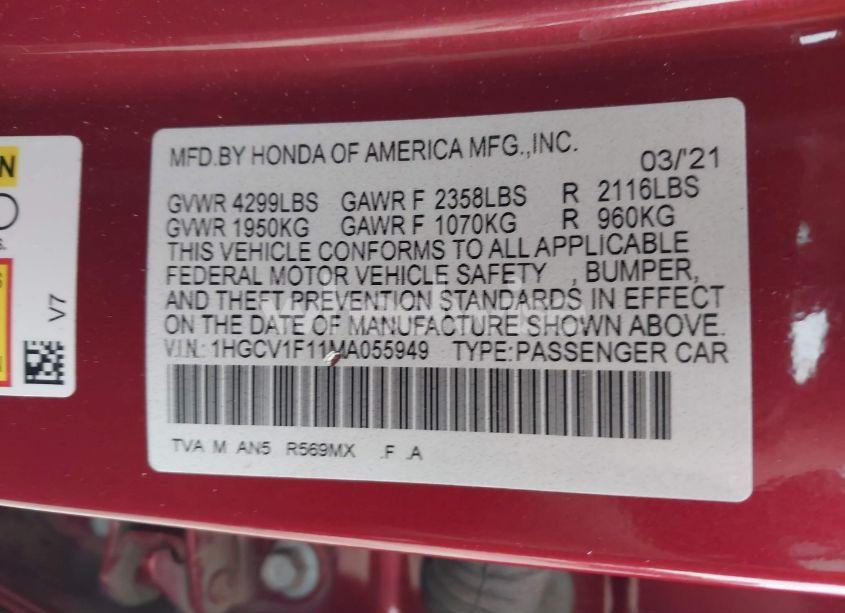 MFD.BY HONDA OF AMERICA MFG.,INC. 03/'21
GVWR 4299LBS GAWR F 2358LBS R 2116LBS
GVWR 1950KG GAWR F 1070KG R 960KG
THIS VEHICLE CONFORMS TO ALL APPLICABLE
FEDERAL MOTOR VEHICLE SAFETY , BUMPER,
AND THEFT PREVENTION STANDARDS IN EFFECT
ON THE DATE OF MANUFACTURE SHOWN ABOVE.
V.I.N.: 1HGCV1F11MA055949 TYPE:PASSENGER CAR
TVA M AN5 R569MX .F .A
V7